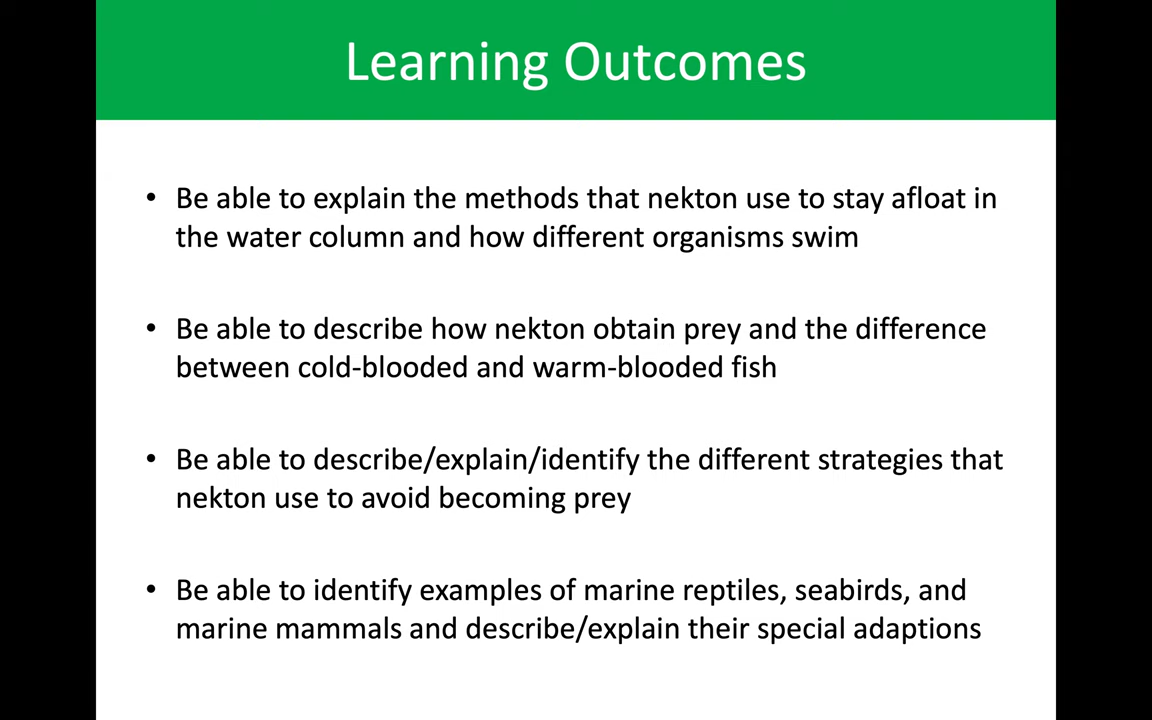 Learning Outcomes
• Be able to explain the methods that nekton use to stay afloat in
the water column and how different organisms swim
• Be able to describe how nekton obtain prey and the difference
between cold-blooded and warm-blooded fish
• Be able to describe/explain/identify the different strategies that
nekton use to avoid becoming prey
• Be able to identify examples of marine reptiles, seabirds, and
marine mammals and describe/explain their special adaptions